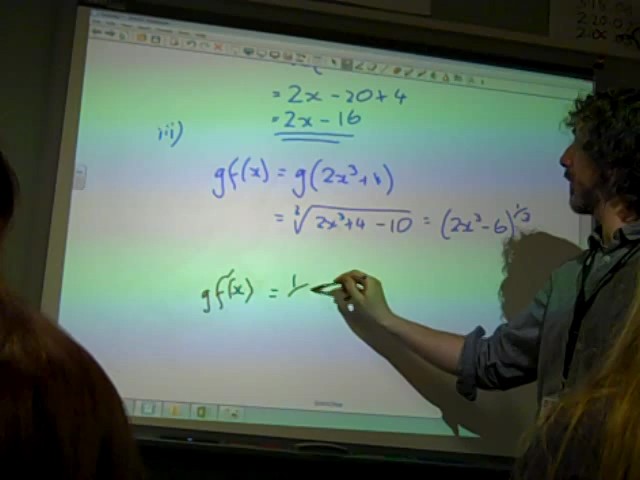 = 2x - 20 + 4
= 2x - 16
iii)
gf(x) = g(2x³+4)
= ∛(2x³+4 - 10) = (2x³ - 6)^1/3
gf'(x) = 1/